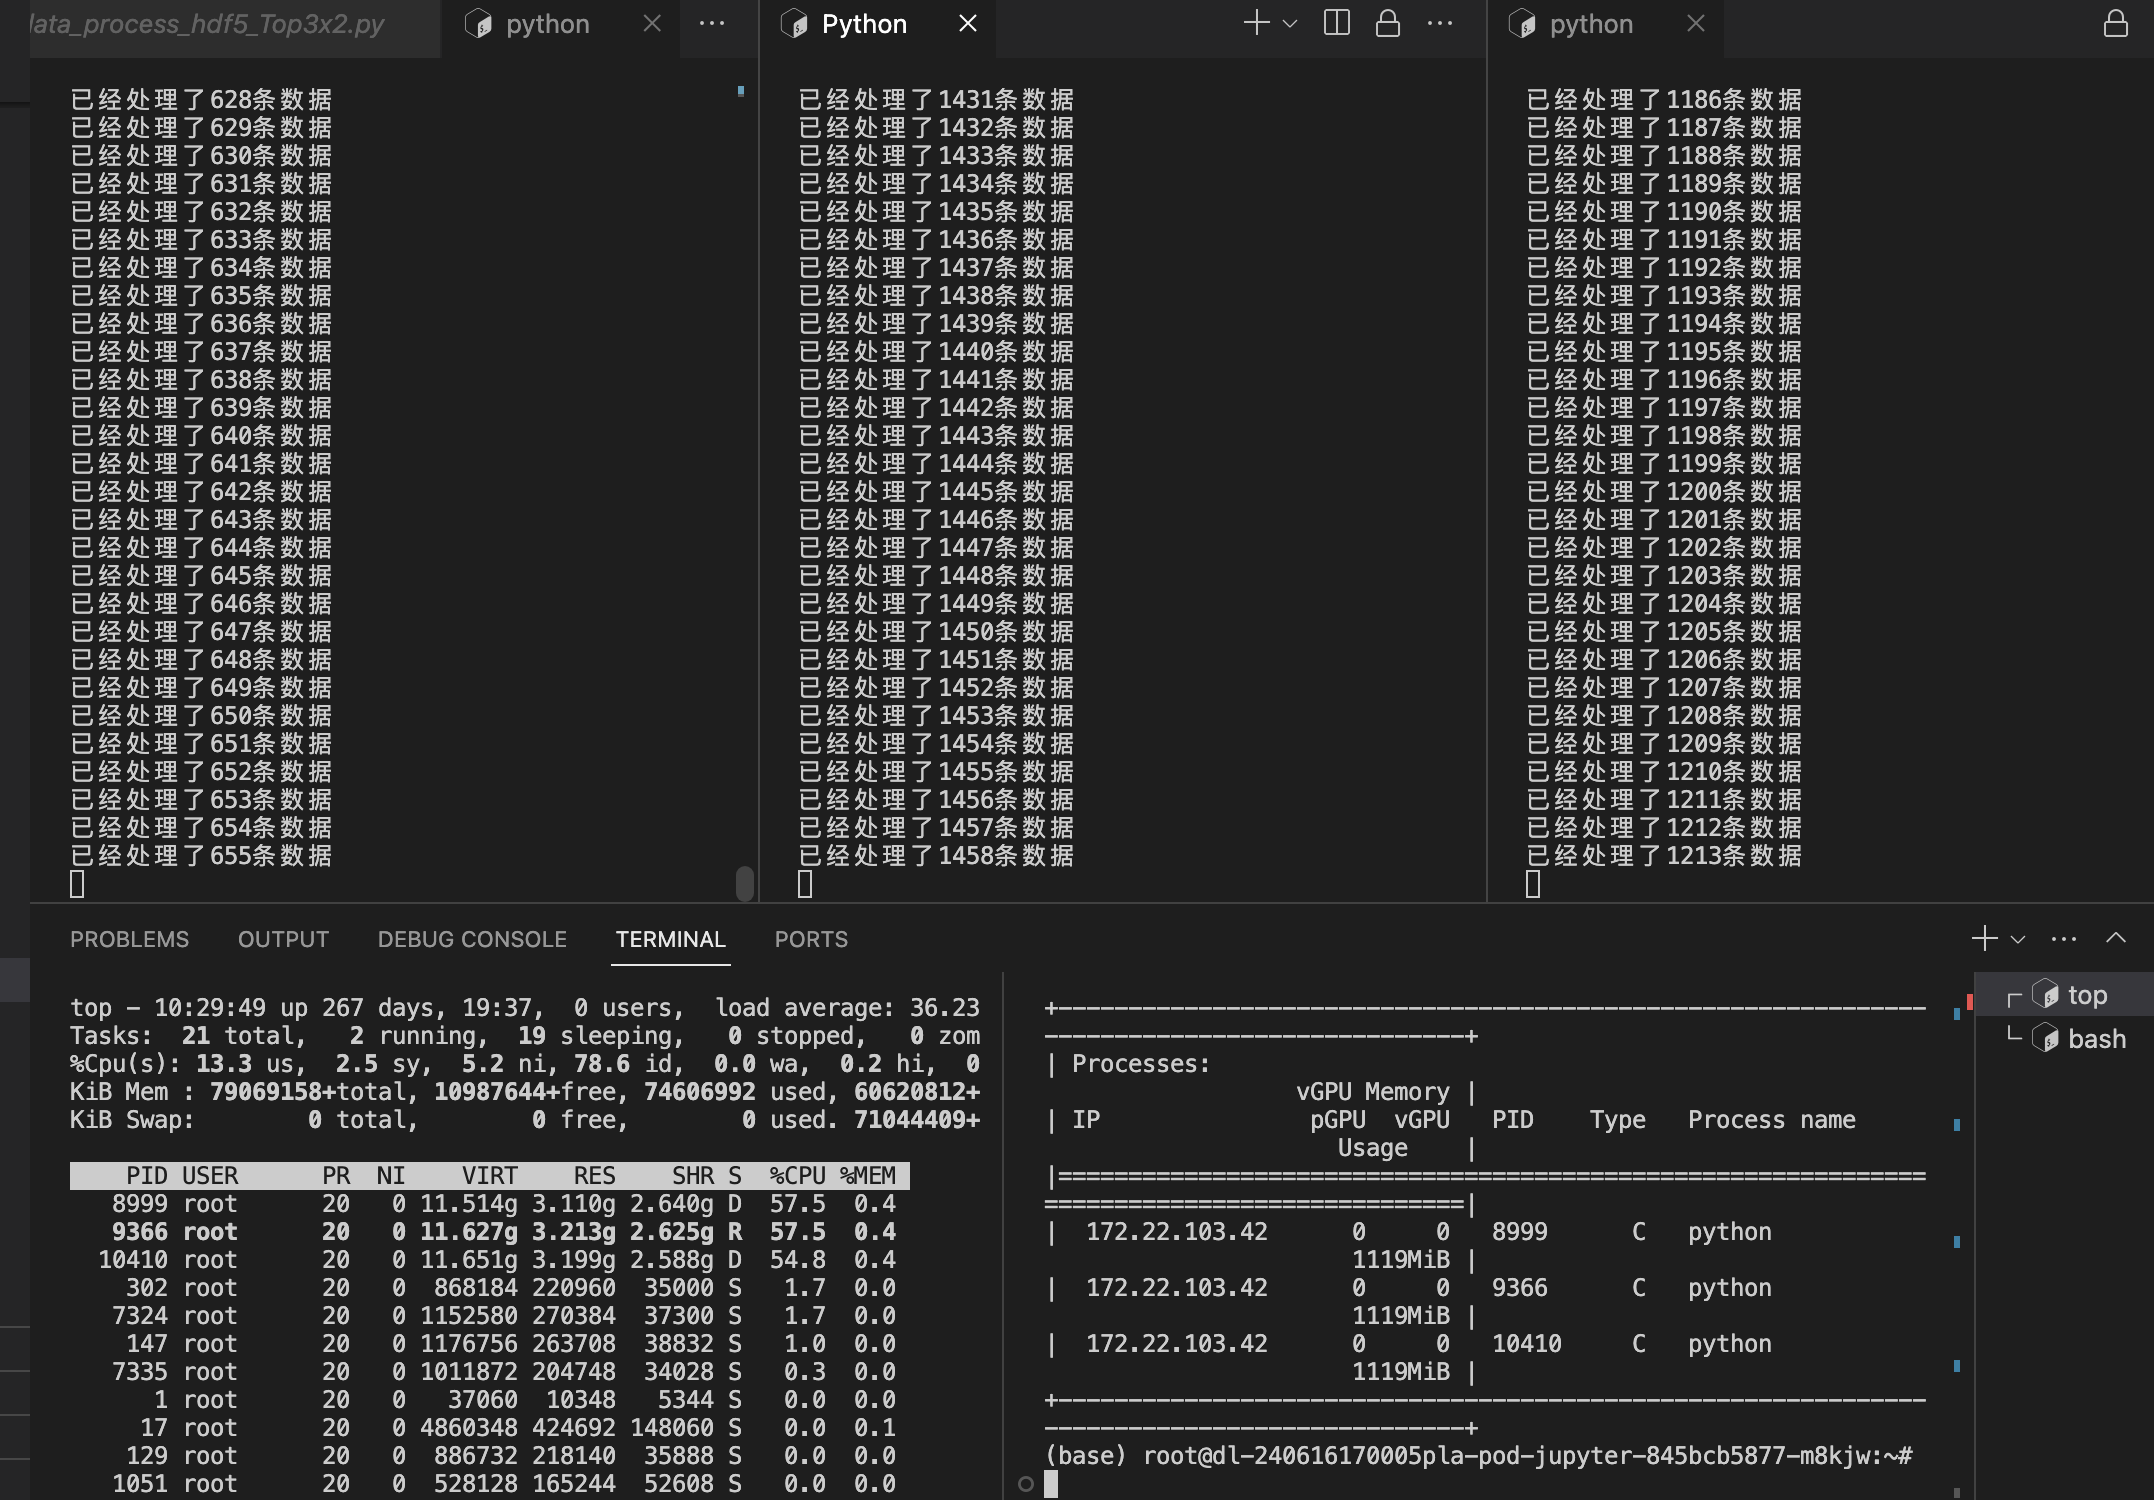 data_process_hdf5_Top3x2.py
python
Python
python
已经处理了628条数据
已经处理了629条数据
已经处理了630条数据
已经处理了631条数据
已经处理了632条数据
已经处理了633条数据
已经处理了634条数据
已经处理了635条数据
已经处理了636条数据
已经处理了637条数据
已经处理了638条数据
已经处理了639条数据
已经处理了640条数据
已经处理了641条数据
已经处理了642条数据
已经处理了643条数据
已经处理了644条数据
已经处理了645条数据
已经处理了646条数据
已经处理了647条数据
已经处理了648条数据
已经处理了649条数据
已经处理了650条数据
已经处理了651条数据
已经处理了652条数据
已经处理了653条数据
已经处理了654条数据
已经处理了655条数据
已经处理了1431条数据
已经处理了1432条数据
已经处理了1433条数据
已经处理了1434条数据
已经处理了1435条数据
已经处理了1436条数据
已经处理了1437条数据
已经处理了1438条数据
已经处理了1439条数据
已经处理了1440条数据
已经处理了1441条数据
已经处理了1442条数据
已经处理了1443条数据
已经处理了1444条数据
已经处理了1445条数据
已经处理了1446条数据
已经处理了1447条数据
已经处理了1448条数据
已经处理了1449条数据
已经处理了1450条数据
已经处理了1451条数据
已经处理了1452条数据
已经处理了1453条数据
已经处理了1454条数据
已经处理了1455条数据
已经处理了1456条数据
已经处理了1457条数据
已经处理了1458条数据
已经处理了1186条数据
已经处理了1187条数据
已经处理了1188条数据
已经处理了1189条数据
已经处理了1190条数据
已经处理了1191条数据
已经处理了1192条数据
已经处理了1193条数据
已经处理了1194条数据
已经处理了1195条数据
已经处理了1196条数据
已经处理了1197条数据
已经处理了1198条数据
已经处理了1199条数据
已经处理了1200条数据
已经处理了1201条数据
已经处理了1202条数据
已经处理了1203条数据
已经处理了1204条数据
已经处理了1205条数据
已经处理了1206条数据
已经处理了1207条数据
已经处理了1208条数据
已经处理了1209条数据
已经处理了1210条数据
已经处理了1211条数据
已经处理了1212条数据
已经处理了1213条数据
PROBLEMS OUTPUT DEBUG CONSOLE TERMINAL PORTS
top - 10:29:49 up 267 days, 19:37,  0 users,  load average: 36.23
Tasks:  21 total,   2 running,  19 sleeping,   0 stopped,   0 zom
%Cpu(s): 13.3 us,  2.5 sy,  5.2 ni, 78.6 id,  0.0 wa,  0.2 hi,  0
KiB Mem : 79069158+total, 10987644+free, 74606992 used, 60620812+
KiB Swap:        0 total,        0 free,        0 used. 71044409+
PID USER      PR  NI    VIRT    RES    SHR S  %CPU %MEM
8999 root      20   0 11.514g 3.110g 2.640g D  57.5  0.4
9366 root      20   0 11.627g 3.213g 2.625g R  57.5  0.4
10410 root      20   0 11.651g 3.199g 2.588g D  54.8  0.4
302 root      20   0  868184 220960  35000 S   1.7  0.0
7324 root      20   0 1152580 270384  37300 S   1.7  0.0
147 root      20   0 1176756 263708  38832 S   1.0  0.0
7335 root      20   0 1011872 204748  34028 S   0.3  0.0
1 root      20   0   37060  10348   5344 S   0.0  0.0
17 root      20   0 4860348 424692 148060 S   0.0  0.1
129 root      20   0  886732 218140  35888 S   0.0  0.0
1051 root      20   0  528128 165244  52608 S   0.0  0.0
+--------------------------------------------------------------
------------------------------+
| Processes:
vGPU Memory |
| IP               pGPU  vGPU   PID    Type   Process name
Usage    |
|==============================================================
==============================|
|  172.22.103.42      0     0   8999      C   python
1119MiB |
|  172.22.103.42      0     0   9366      C   python
1119MiB |
|  172.22.103.42      0     0   10410     C   python
1119MiB |
+--------------------------------------------------------------
------------------------------+
(base) root@dl-240616170005pla-pod-jupyter-845bcb5877-m8kjw:~#
top
bash